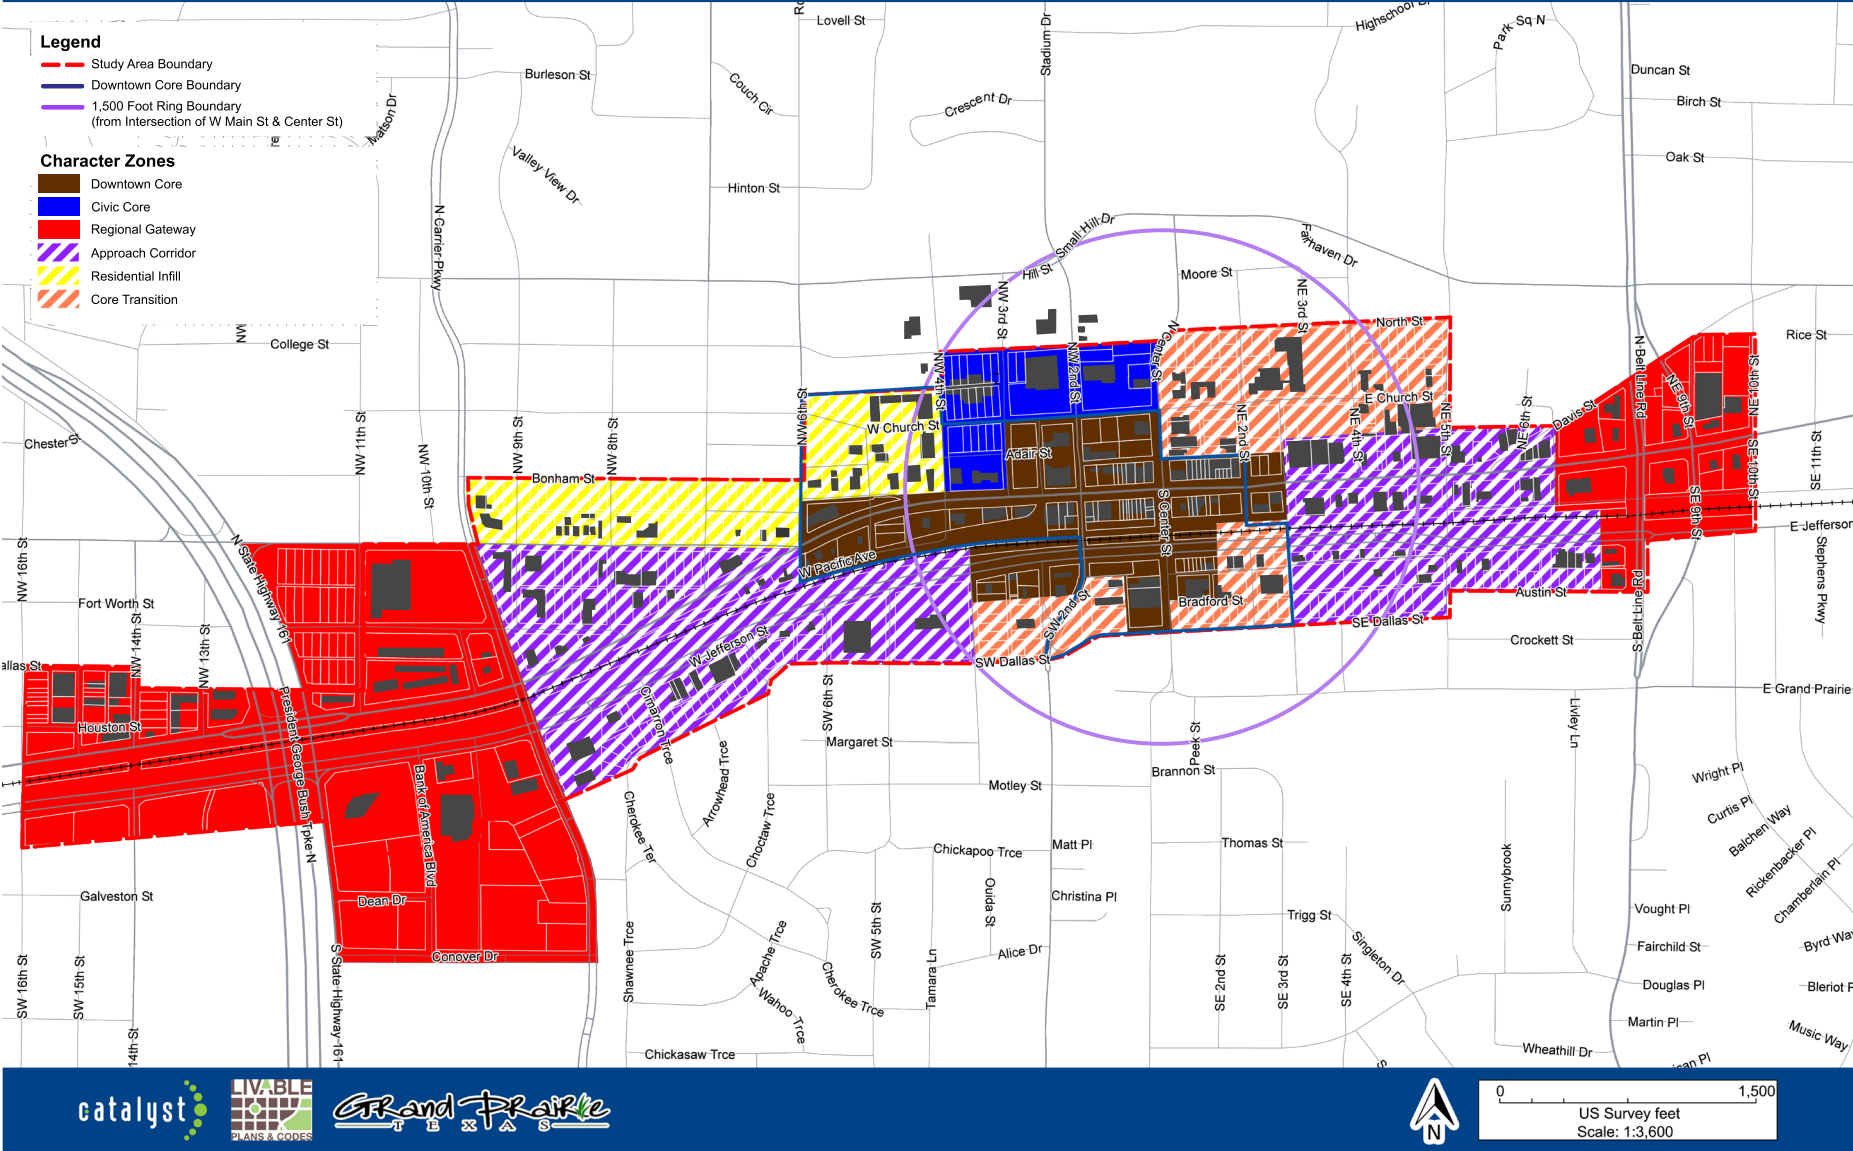 Legend
Study Area Boundary
Downtown Core Boundary
1,500 Foot Ring Boundary
(from Intersection of W Main St & Center St)
Character Zones
Downtown Core
Civic Core
Regional Gateway
Approach Corridor
Residential Infill
Core Transition
Lovell St
Stadium Dr
Park Sq N
Burleson St
Couch Cir
Crescent Dr
Duncan St
Birch St
Valley View Dr
Oak St
Hinton St
N Carrier Pkwy
Small Hill Dr
Hill St
Fairhaven Dr
Moore St
NW 3rd St
NE 3rd St
North St
N Center St
College St
NW
Rice St
N Belt Line Rd
NW 4th St
NW 2nd St
NE 9th St
NE 10th St
NW 6th St
E Church St
W Church St
NE 2nd St
NE 4th St
NE 5th St
NE 6th St
Davis St
Chester St
NW 11th St
NW 10th St
NW 9th St
NW 8th St
Adair St
Bonham St
SE 10th St
SE 11th St
SE 9th St
S Center St
E Jefferson
NW 16th St
N State Highway 161
W Pacific Ave
Stephens Pkwy
Fort Worth St
NW 14th St
NW 13th St
Bradford St
Austin St
SW 2nd St
SE Dallas St
W Jefferson St
Crockett St
S Belt Line Rd
allas St
SW Dallas St
E Grand Prairie
Houston St
President George Bush Tpke N
Cimarron Trce
SW 6th St
Margaret St
Peek St
Livley Ln
Arrowhead Trce
Brannon St
Motley St
Wright Pl
Bank of America Blvd
Cherokee Ter
Choctaw Trce
Curtis Pl
Balchen Way
Rickenbacker Pl
Chamberlain Pl
Chickapoo Trce
Matt Pl
Thomas St
Sunnybrook
Galveston St
Dean Dr
Ouida St
Christina Pl
Trigg St
Vought Pl
Conover Dr
Shawnee Trce
Apache Trce
SW 5th St
Alice Dr
Singleton Dr
Fairchild St
Byrd Way
SW 16th St
SW 15th St
S State Highway 161
Cherokee Trce
Tamara Ln
SE 2nd St
SE 3rd St
SE 4th St
Douglas Pl
Bleriot P
Wahoo Trce
Martin Pl
Music Way
14th St
Chickasaw Trce
Wheathill Dr
catalyst
LIVABLE
PLANS & CODES
Grand Prairie
TEXAS
N
0 1,500
US Survey feet
Scale: 1:3,600